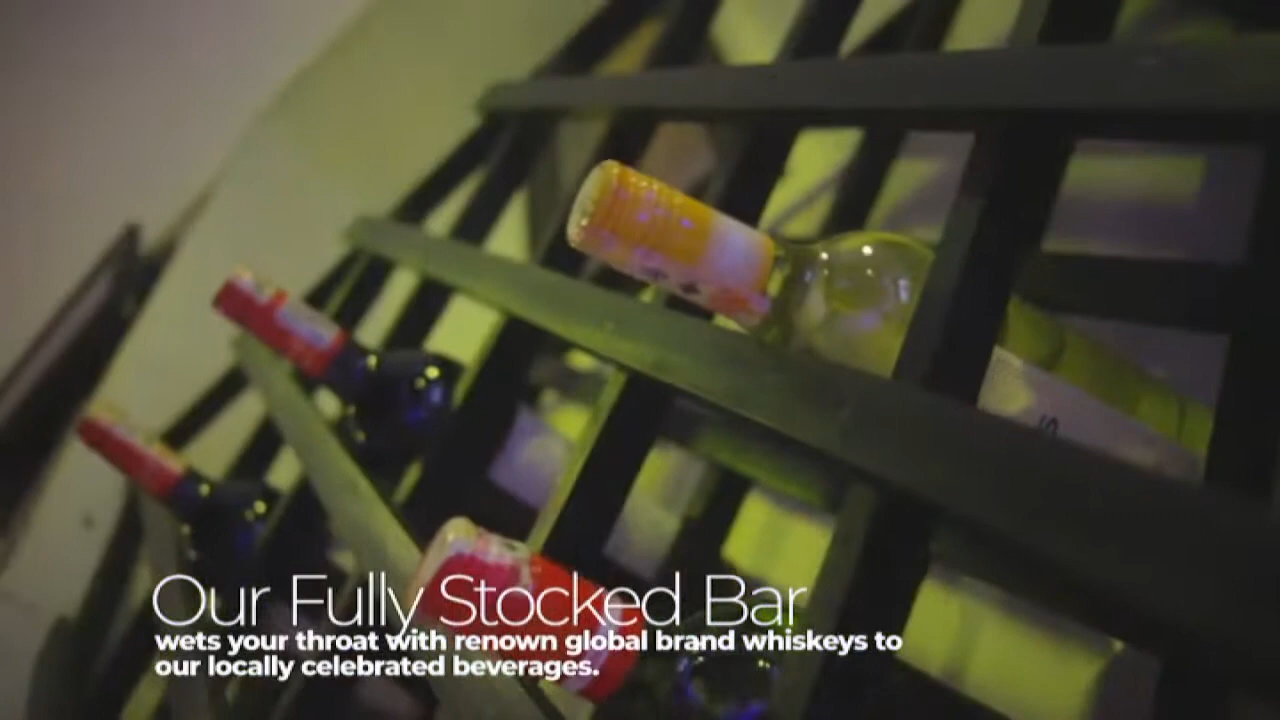 Our Fully Stocked Bar
wets your throat with renown global brand whiskeys to
our locally celebrated beverages.